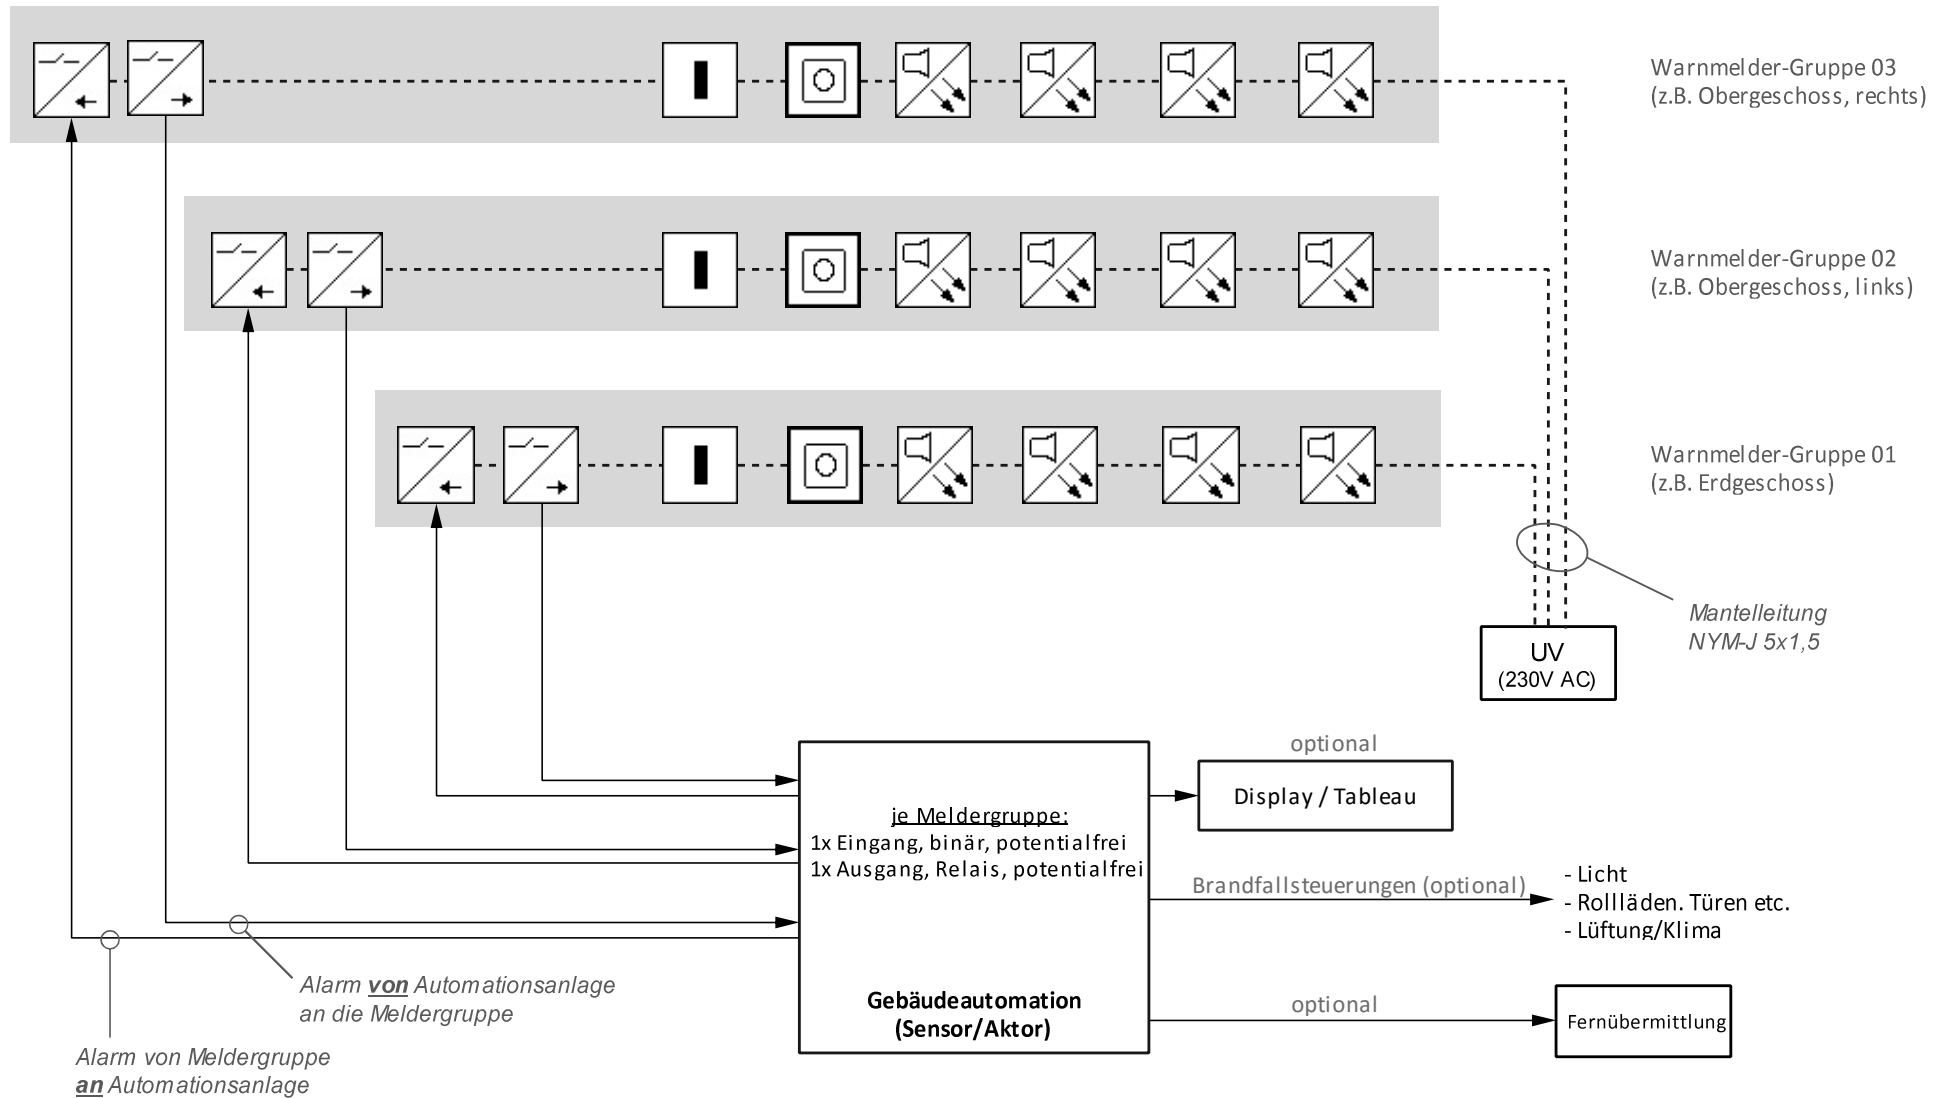 Warnmelder-Gruppe 03
(z.B. Obergeschoss, rechts)
Warnmelder-Gruppe 02
(z.B. Obergeschoss, links)
Warnmelder-Gruppe 01
(z.B. Erdgeschoss)
Mantelleitung
NYM-J 5x1,5
UV
(230V AC)
optional
Display / Tableau
je Meldergruppe:
1x Eingang, binär, potentialfrei
1x Ausgang, Relais, potentialfrei
Brandfallsteuerungen (optional)
- Licht
- Rollläden. Türen etc.
- Lüftung/Klima
Gebäudeautomation
(Sensor/Aktor)
optional
Fernübermittlung
Alarm von Automationsanlage
an die Meldergruppe
Alarm von Meldergruppe
an Automationsanlage